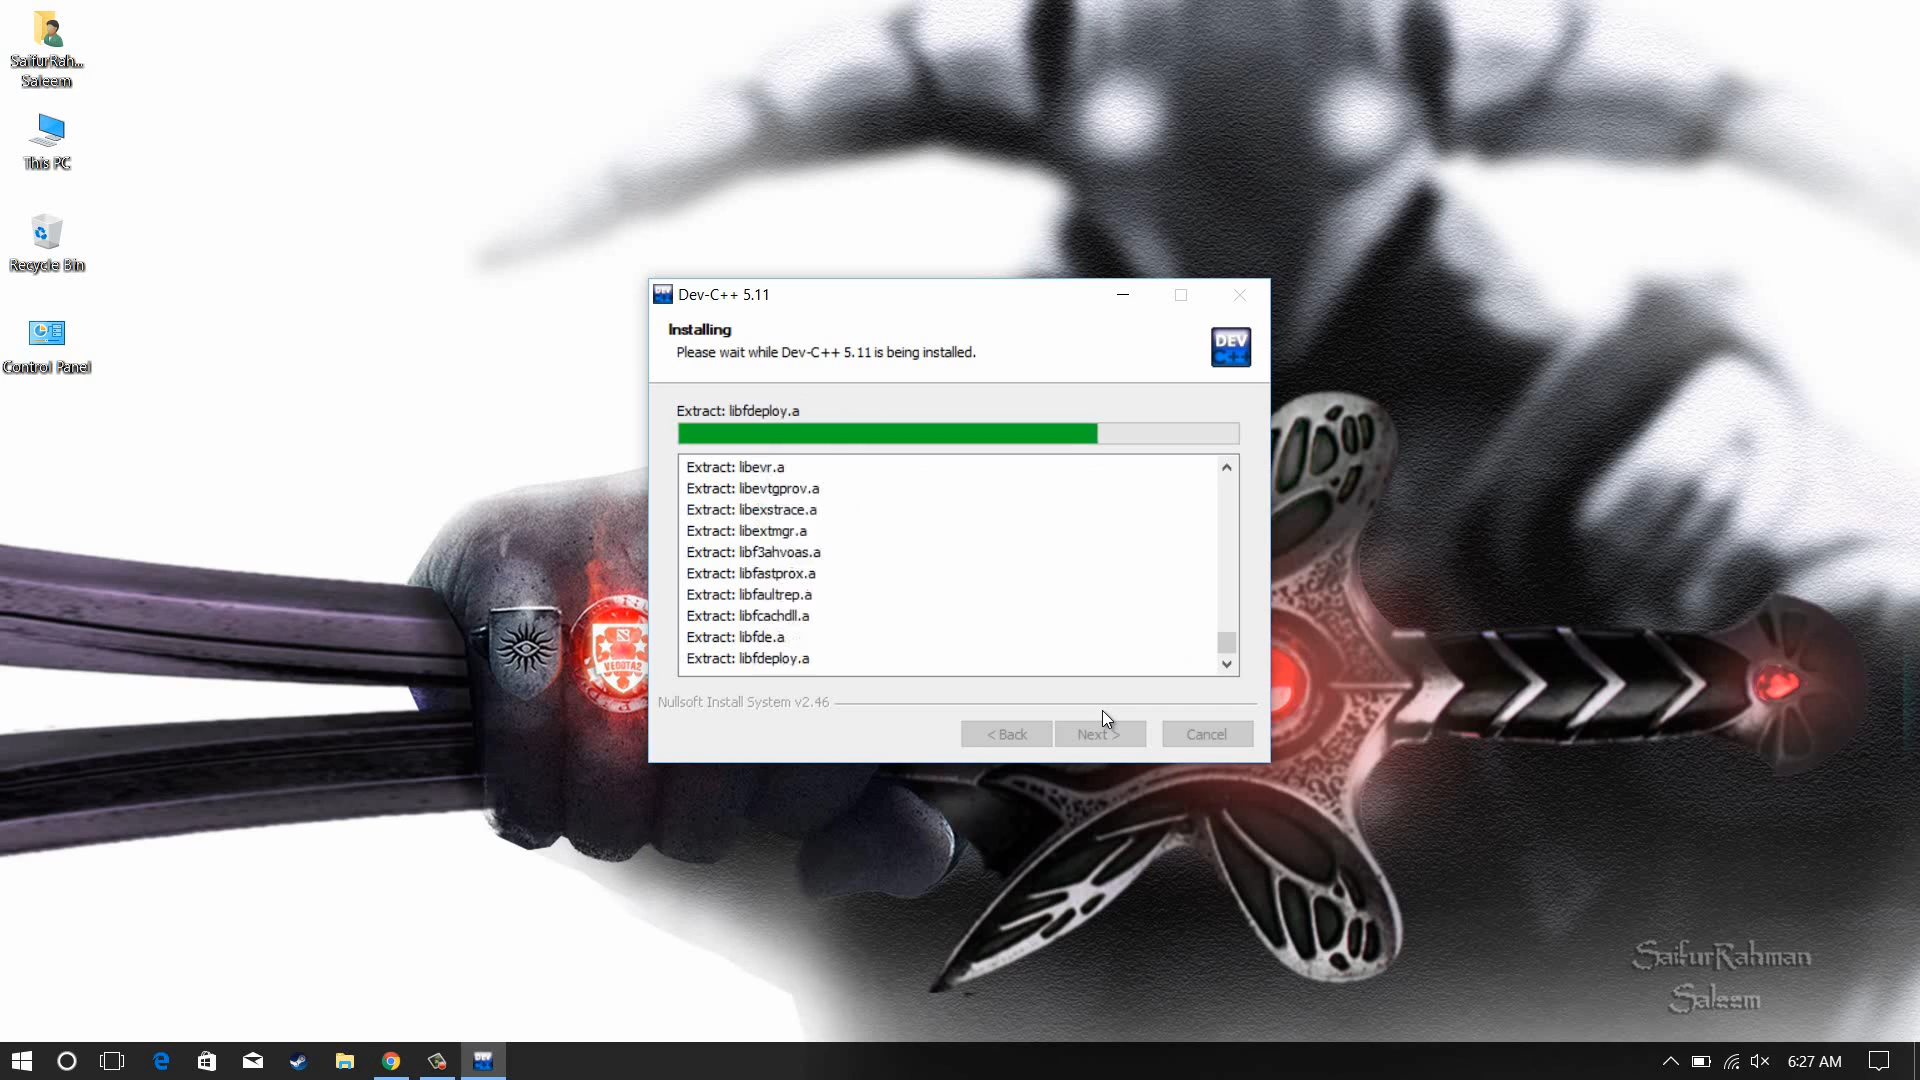 SaifurRah...
Saleem
This PC
Recycle Bin
Control Panel
Dev-C++ 5.11
Installing
Please wait while Dev-C++ 5.11 is being installed.
DEV
C++
Extract: libfdeploy.a
Extract: libevr.a
Extract: libevtgprov.a
Extract: libexstrace.a
Extract: libextmgr.a
Extract: libf3ahvoas.a
Extract: libfastprox.a
Extract: libfaultrep.a
Extract: libfcachdll.a
Extract: libfde.a
Extract: libfdeploy.a
Nullsoft Install System v2.46
< Back
Next >
Cancel
VEDOTA2
SaifurRahman
Saleem
6:27 AM